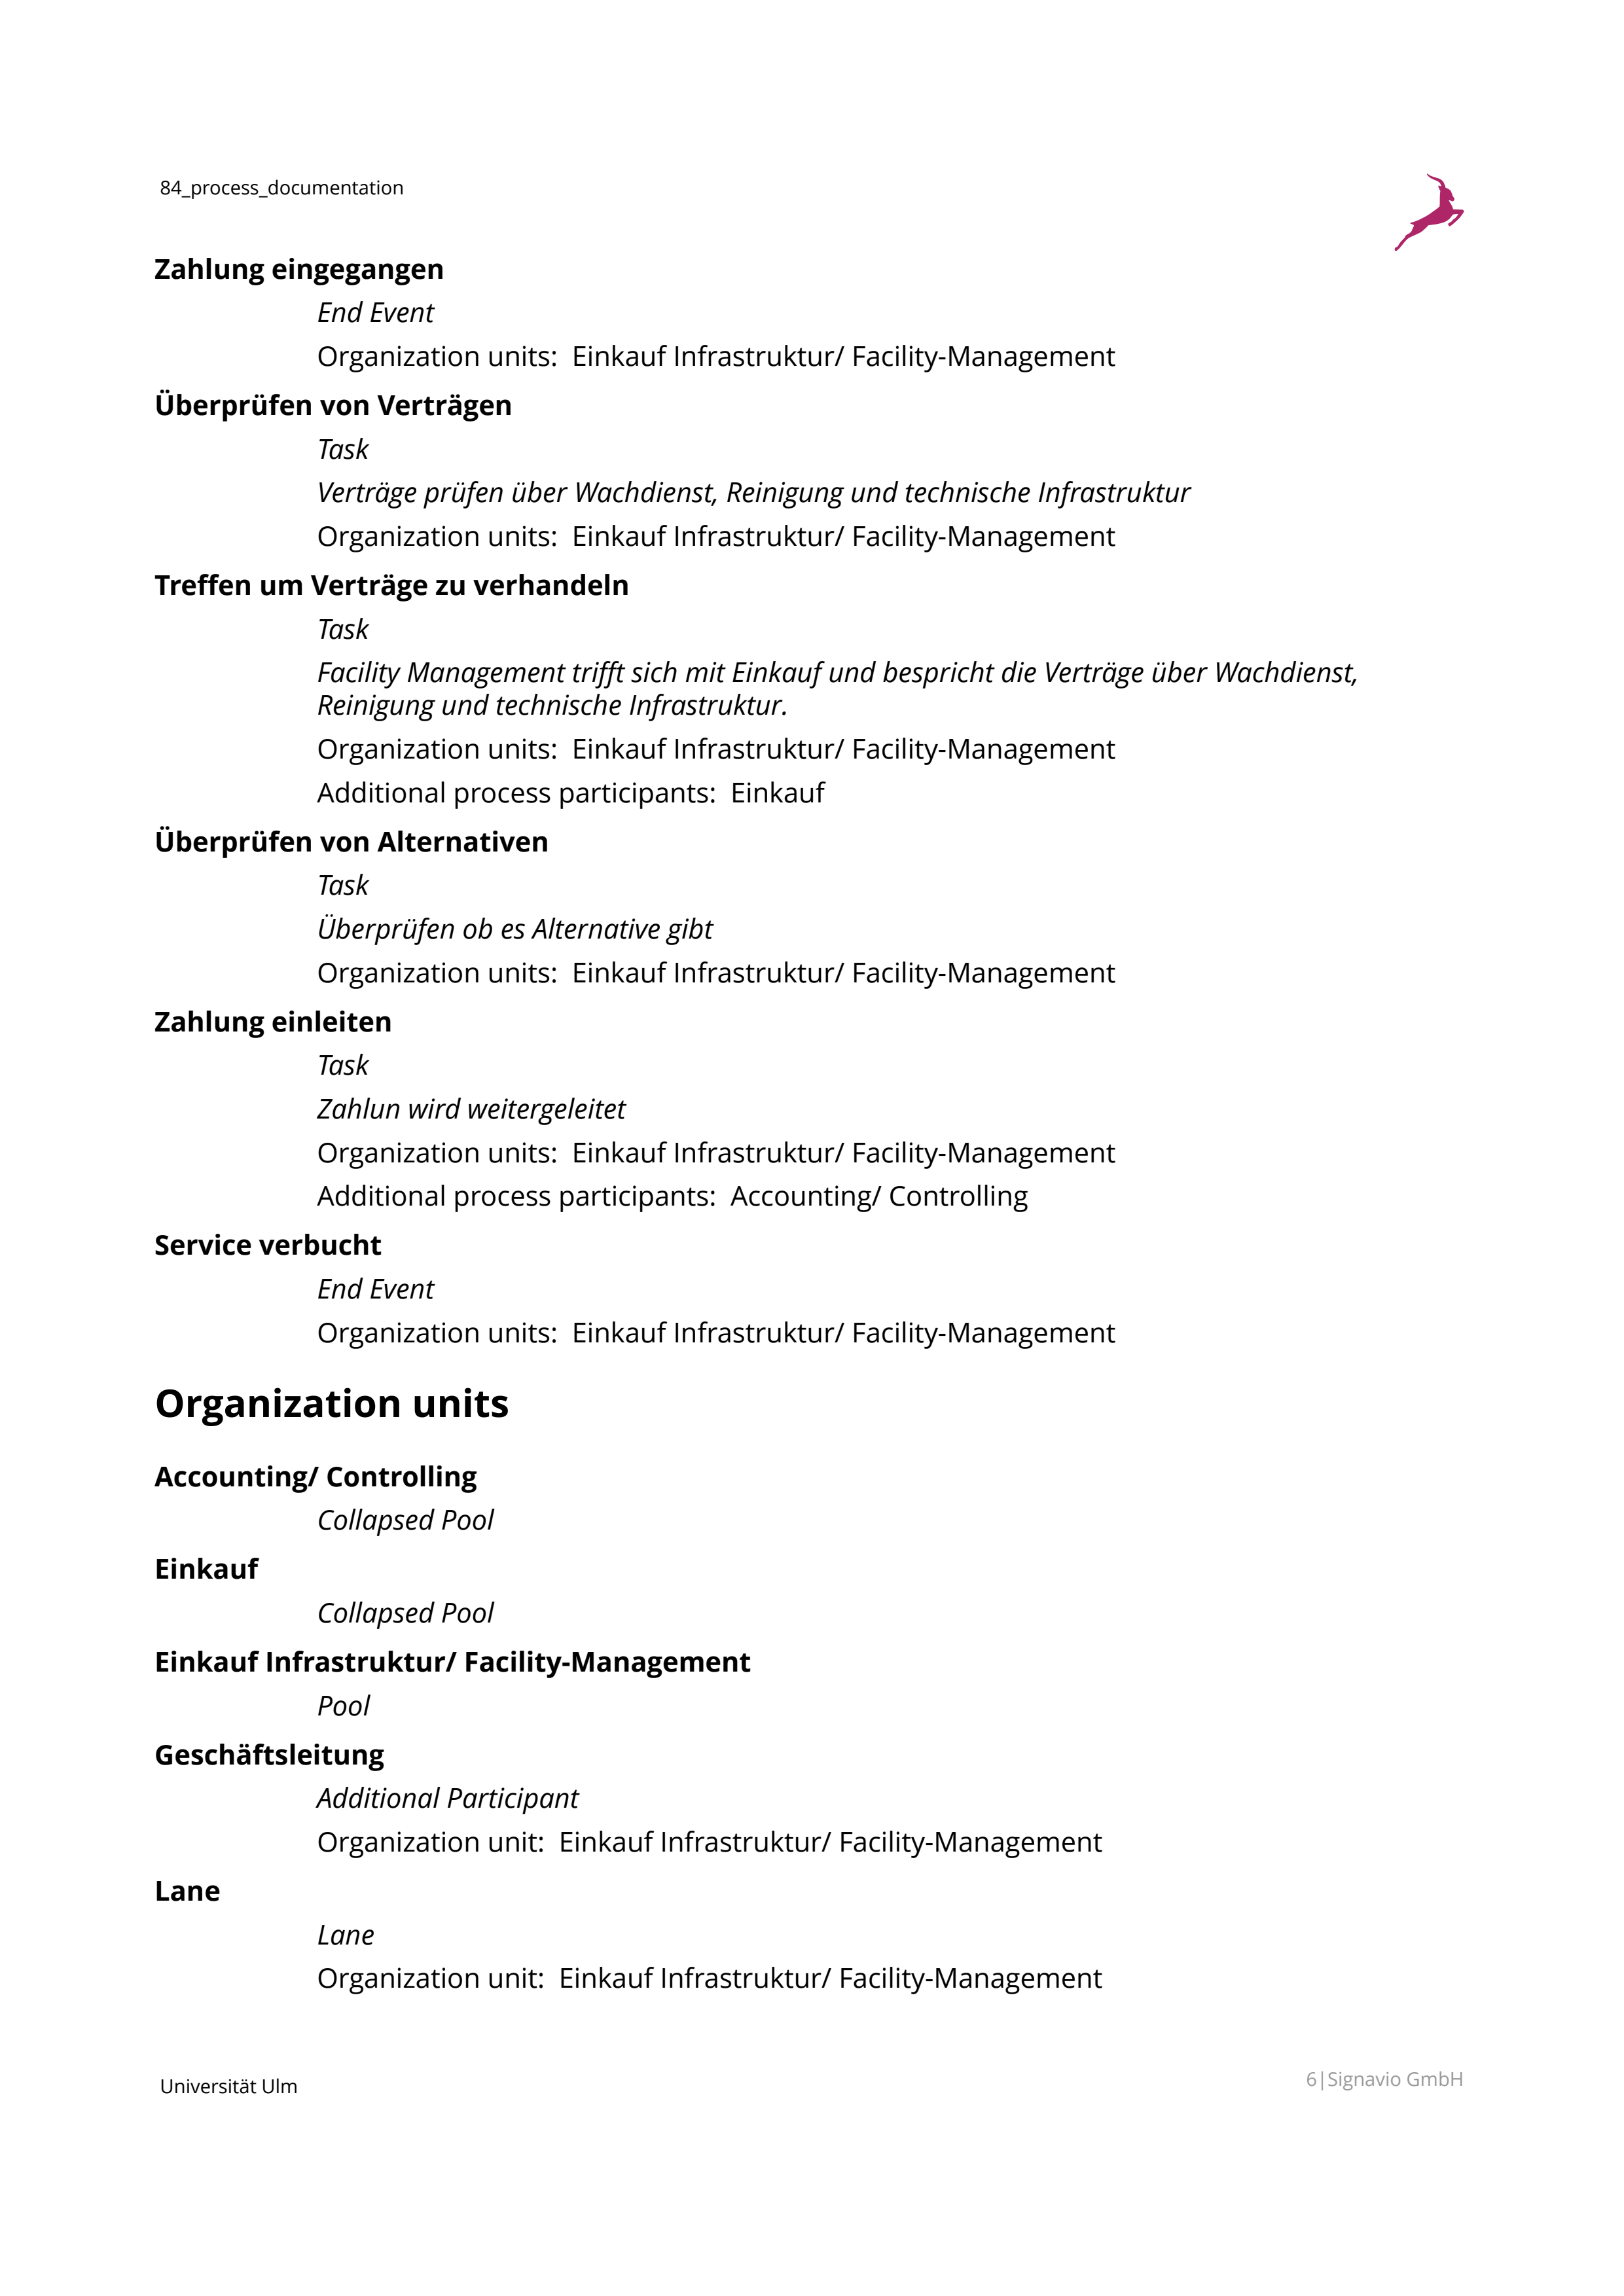 84_process_documentation
Zahlung eingegangen
End Event
Organization units:  Einkauf Infrastruktur/ Facility-Management
Überprüfen von Verträgen
Task
Verträge prüfen über Wachdienst, Reinigung und technische Infrastruktur
Organization units:  Einkauf Infrastruktur/ Facility-Management
Treffen um Verträge zu verhandeln
Task
Facility Management trifft sich mit Einkauf und bespricht die Verträge über Wachdienst,
Reinigung und technische Infrastruktur.
Organization units:  Einkauf Infrastruktur/ Facility-Management
Additional process participants:  Einkauf
Überprüfen von Alternativen
Task
Überprüfen ob es Alternative gibt
Organization units:  Einkauf Infrastruktur/ Facility-Management
Zahlung einleiten
Task
Zahlun wird weitergeleitet
Organization units:  Einkauf Infrastruktur/ Facility-Management
Additional process participants:  Accounting/ Controlling
Service verbucht
End Event
Organization units:  Einkauf Infrastruktur/ Facility-Management
Organization units
Accounting/ Controlling
Collapsed Pool
Einkauf
Collapsed Pool
Einkauf Infrastruktur/ Facility-Management
Pool
Geschäftsleitung
Additional Participant
Organization unit:  Einkauf Infrastruktur/ Facility-Management
Lane
Lane
Organization unit:  Einkauf Infrastruktur/ Facility-Management
Universität Ulm
6|Signavio GmbH